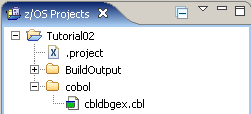 z/OS Projects
Tutorial02
.project
BuildOutput
cobol
cbldbgex.cbl